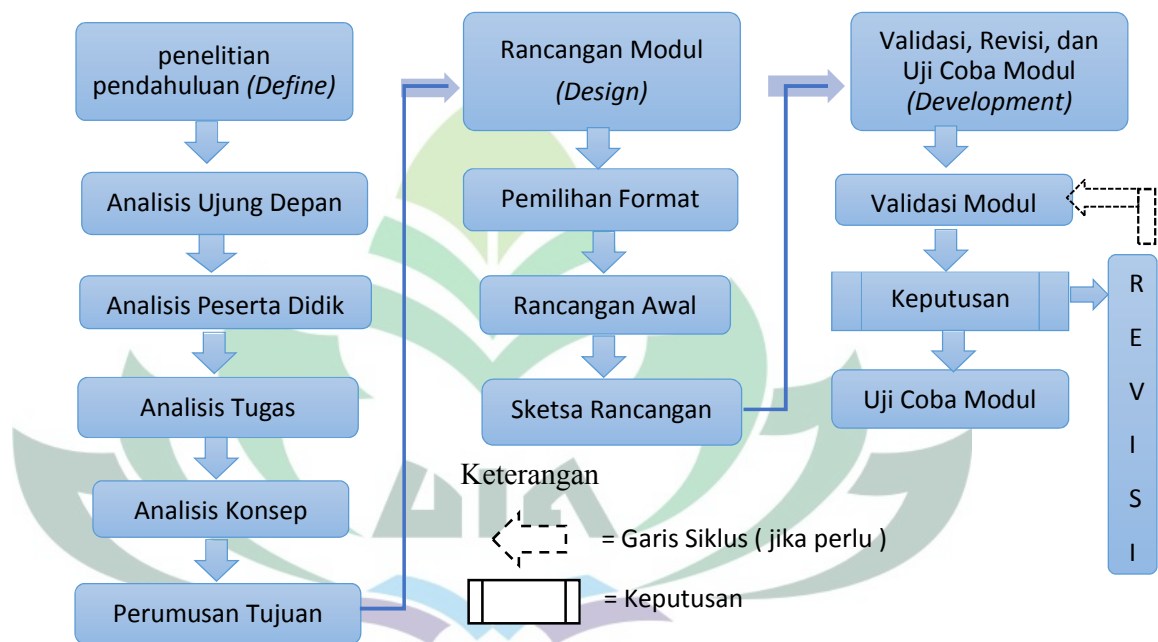 penelitian
pendahuluan (Define)
Analisis Ujung Depan
Analisis Peserta Didik
Analisis Tugas
Analisis Konsep
Perumusan Tujuan
Rancangan Modul
(Design)
Pemilihan Format
Rancangan Awal
Sketsa Rancangan
Validasi, Revisi, dan
Uji Coba Modul
(Development)
Validasi Modul
Keputusan
Uji Coba Modul
R
E
V
I
S
I
Keterangan
= Garis Siklus ( jika perlu )
= Keputusan